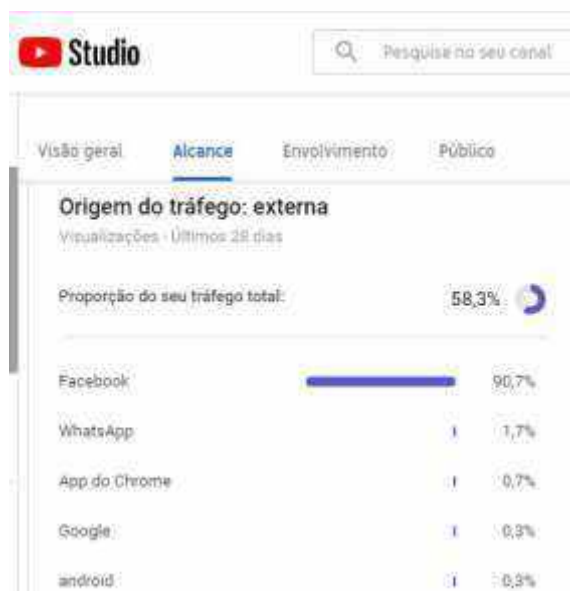 Studio
Pesquise no seu canal
Visão geral Alcance Envolvimento Público
Origem do tráfego: externa
Visualizações · Últimos 28 dias
Proporção do seu tráfego total: 58,3%
Facebook 90,7%
WhatsApp 1,7%
App do Chrome 0,7%
Google 0,3%
android 0,3%